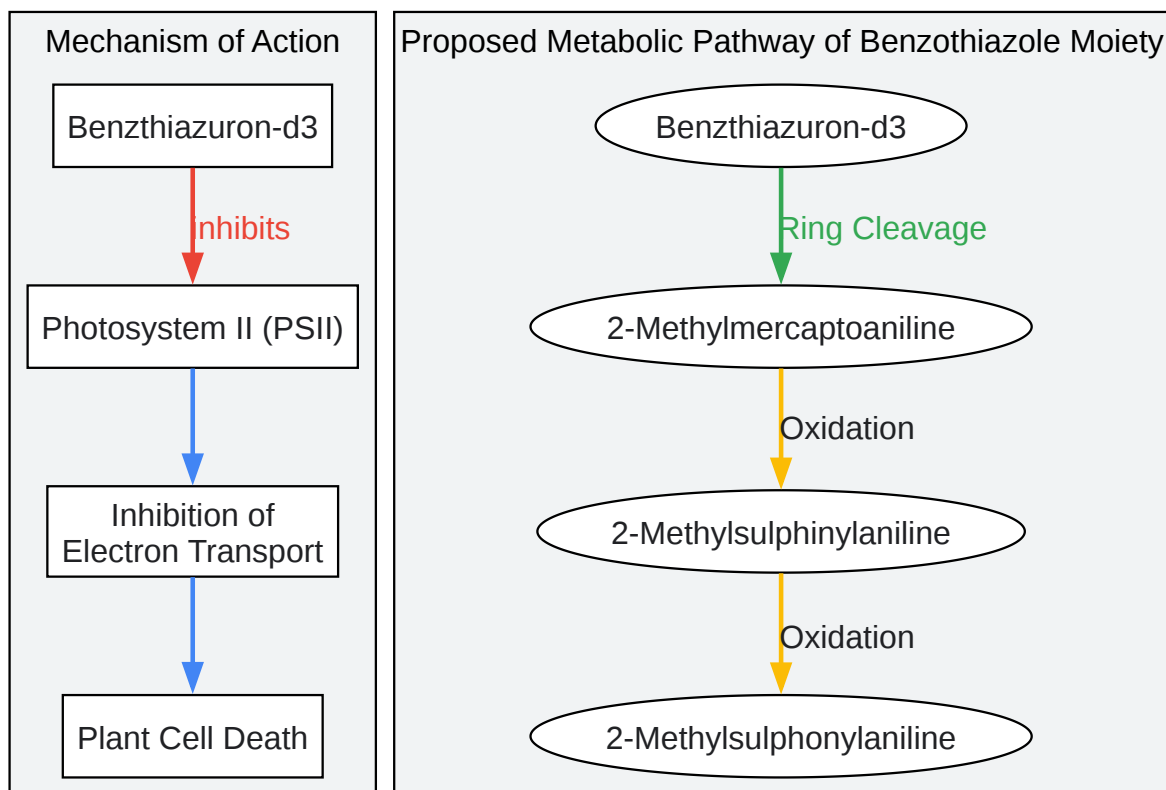 Mechanism of Action
Benzthiazuron-d3
inhibits
Photosystem II (PSII)
Inhibition of
Electron Transport
Plant Cell Death
Proposed Metabolic Pathway of Benzothiazole Moiety
Benzthiazuron-d3
Ring Cleavage
2-Methylmercaptoaniline
Oxidation
2-Methylsulphinylaniline
Oxidation
2-Methylsulphonylaniline